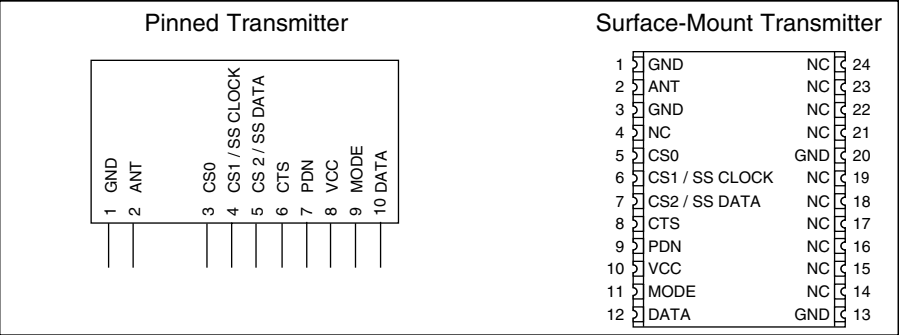 Pinned Transmitter
1 GND
2 ANT
3 CS0
4 CS1 / SS CLOCK
5 CS 2 / SS DATA
6 CTS
7 PDN
8 VCC
9 MODE
10 DATA
Surface-Mount Transmitter
1 GND NC 24
2 ANT NC 23
3 GND NC 22
4 NC NC 21
5 CS0 GND 20
6 CS1 / SS CLOCK NC 19
7 CS2 / SS DATA NC 18
8 CTS NC 17
9 PDN NC 16
10 VCC NC 15
11 MODE NC 14
12 DATA GND 13